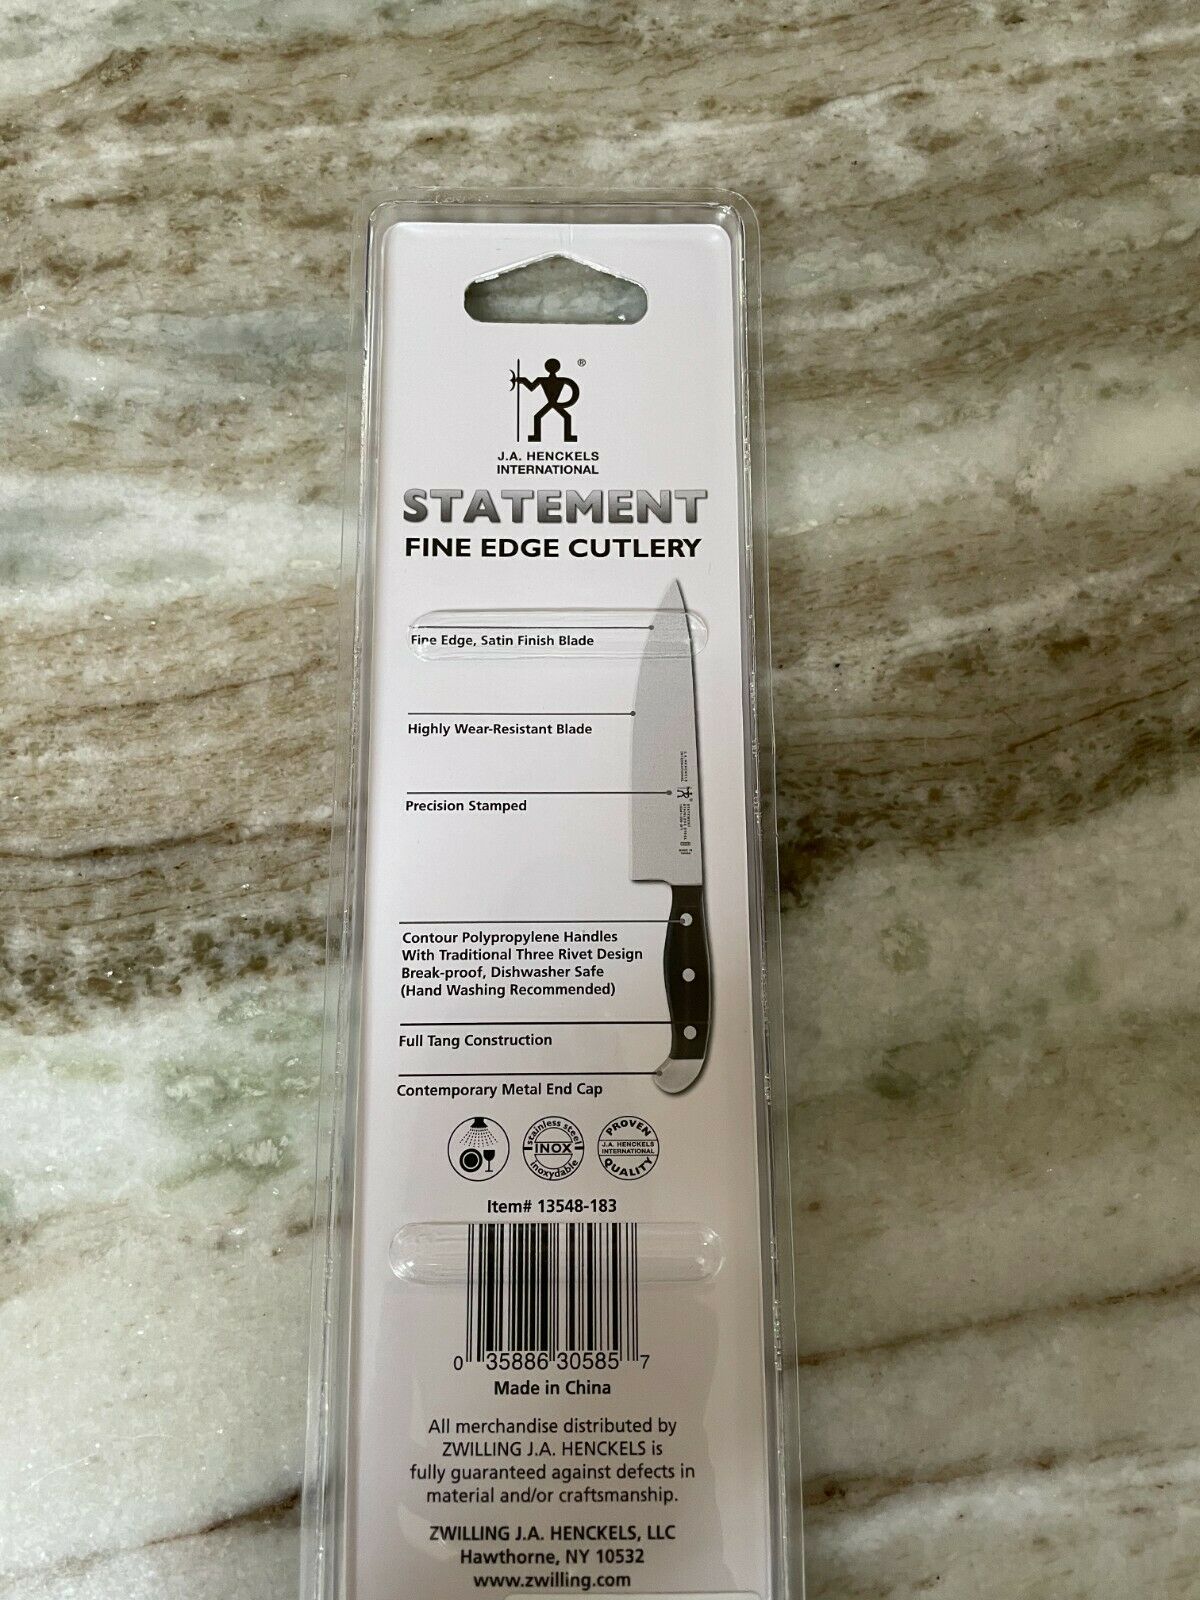 ®
J.A. HENCKELS
INTERNATIONAL
STATEMENT
FINE EDGE CUTLERY
Fine Edge, Satin Finish Blade
Highly Wear-Resistant Blade
Precision Stamped
J.A. HENCKELS
INTERNATIONAL
STATEMENT
Contour Polypropylene Handles
With Traditional Three Rivet Design
Break-proof, Dishwasher Safe
(Hand Washing Recommended)
Full Tang Construction
Contemporary Metal End Cap
stainless steel
INOX
inoxydable
PROVEN
J.A. HENCKELS
INTERNATIONAL
QUALITY
Item# 13548-183
0 35886 30585 7
Made in China
All merchandise distributed by
ZWILLING J.A. HENCKELS is
fully guaranteed against defects in
material and/or craftsmanship.
ZWILLING J.A. HENCKELS, LLC
Hawthorne, NY 10532
www.zwilling.com